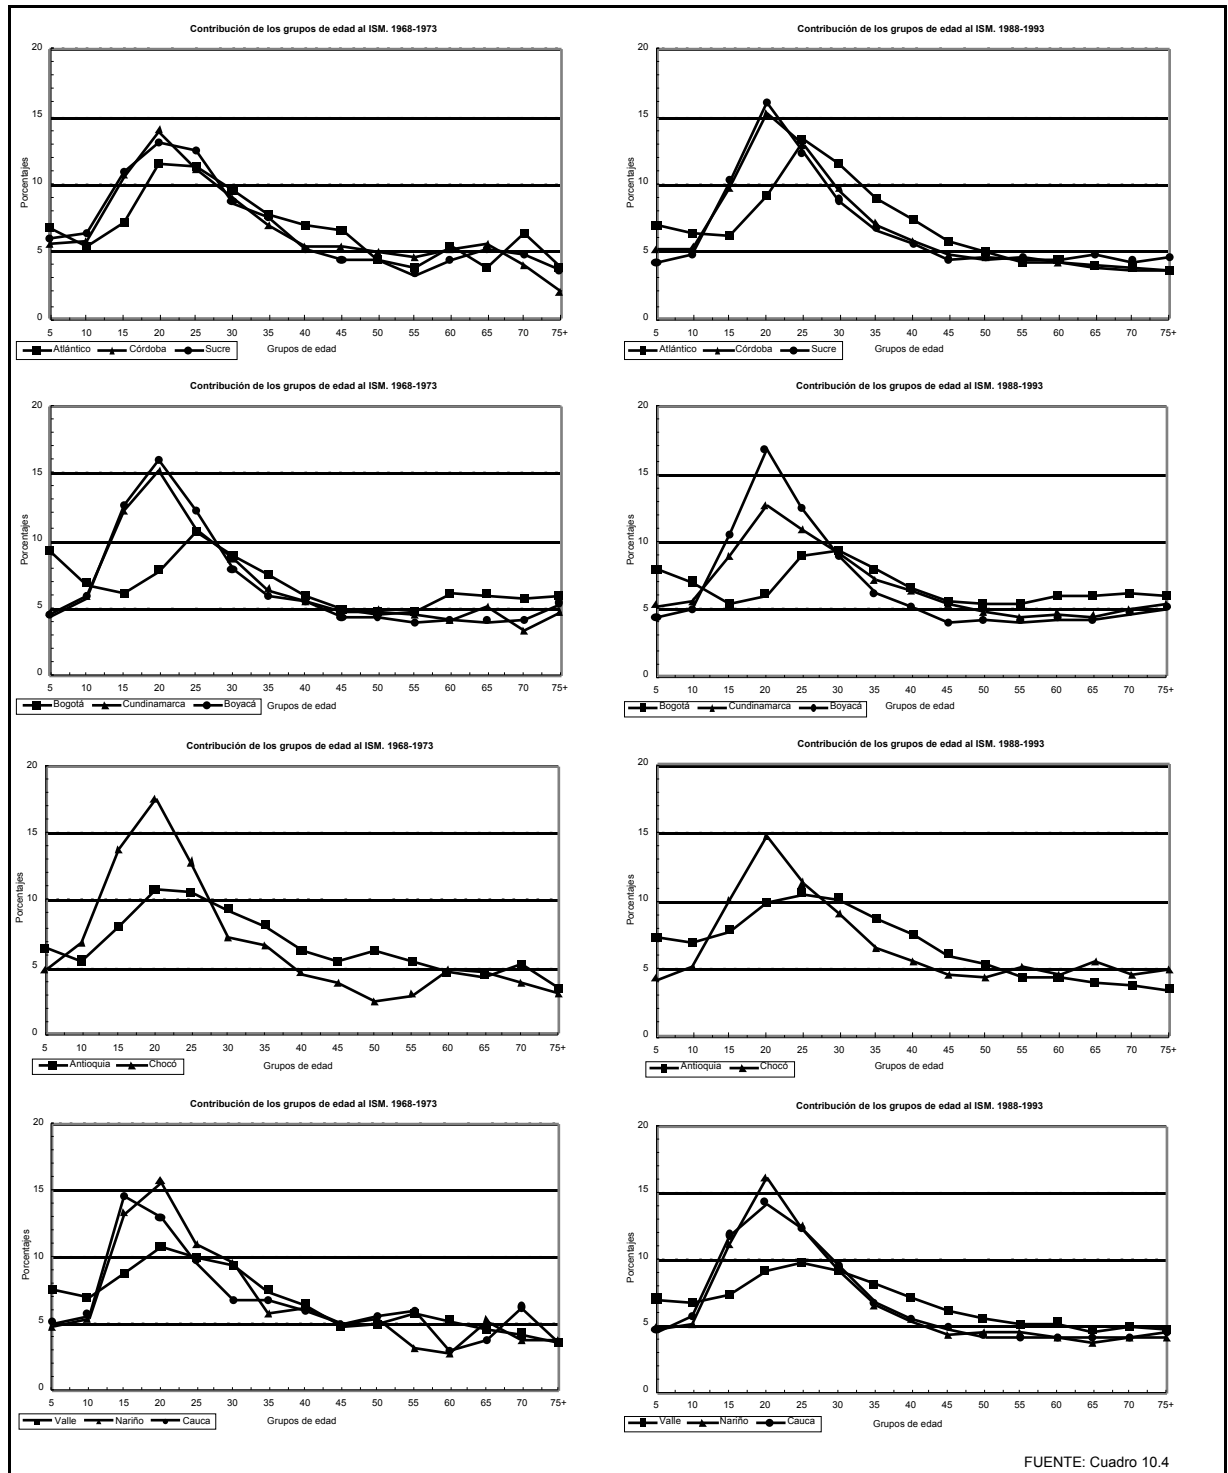 Contribución de los grupos de edad al ISM. 1968-1973
20
15
10
5
0
Porcentajes
5 10 15 20 25 30 35 40 45 50 55 60 65 70 75+
Atlántico Córdoba Sucre
Grupos de edad
Contribución de los grupos de edad al ISM. 1988-1993
20
15
10
5
0
Porcentajes
5 10 15 20 25 30 35 40 45 50 55 60 65 70 75+
Atlántico Córdoba Sucre
Grupos de edad
Contribución de los grupos de edad al ISM. 1968-1973
20
15
10
5
0
Porcentajes
5 10 15 20 25 30 35 40 45 50 55 60 65 70 75+
Bogotá Cundinamarca Boyacá
Grupos de edad
Contribución de los grupos de edad al ISM. 1988-1993
20
15
10
5
0
Porcentajes
5 10 15 20 25 30 35 40 45 50 55 60 65 70 75+
Bogotá Cundinamarca Boyacá
Grupos de edad
Contribución de los grupos de edad al ISM. 1968-1973
20
15
10
5
0
Porcentajes
5 10 15 20 25 30 35 40 45 50 55 60 65 70 75+
Antioquia Chocó
Grupos de edad
Contribución de los grupos de edad al ISM. 1988-1993
20
15
10
5
0
Porcentajes
5 10 15 20 25 30 35 40 45 50 55 60 65 70 75+
Antioquia Chocó
Grupos de edad
Contribución de los grupos de edad al ISM. 1968-1973
20
15
10
5
0
Porcentajes
5 10 15 20 25 30 35 40 45 50 55 60 65 70 75+
Valle Nariño Cauca
Grupos de edad
Contribución de los grupos de edad al ISM. 1988-1993
20
15
10
5
0
Porcentajes
5 10 15 20 25 30 35 40 45 50 55 60 65 70 75+
Valle Nariño Cauca
Grupos de edad
FUENTE: Cuadro 10.4